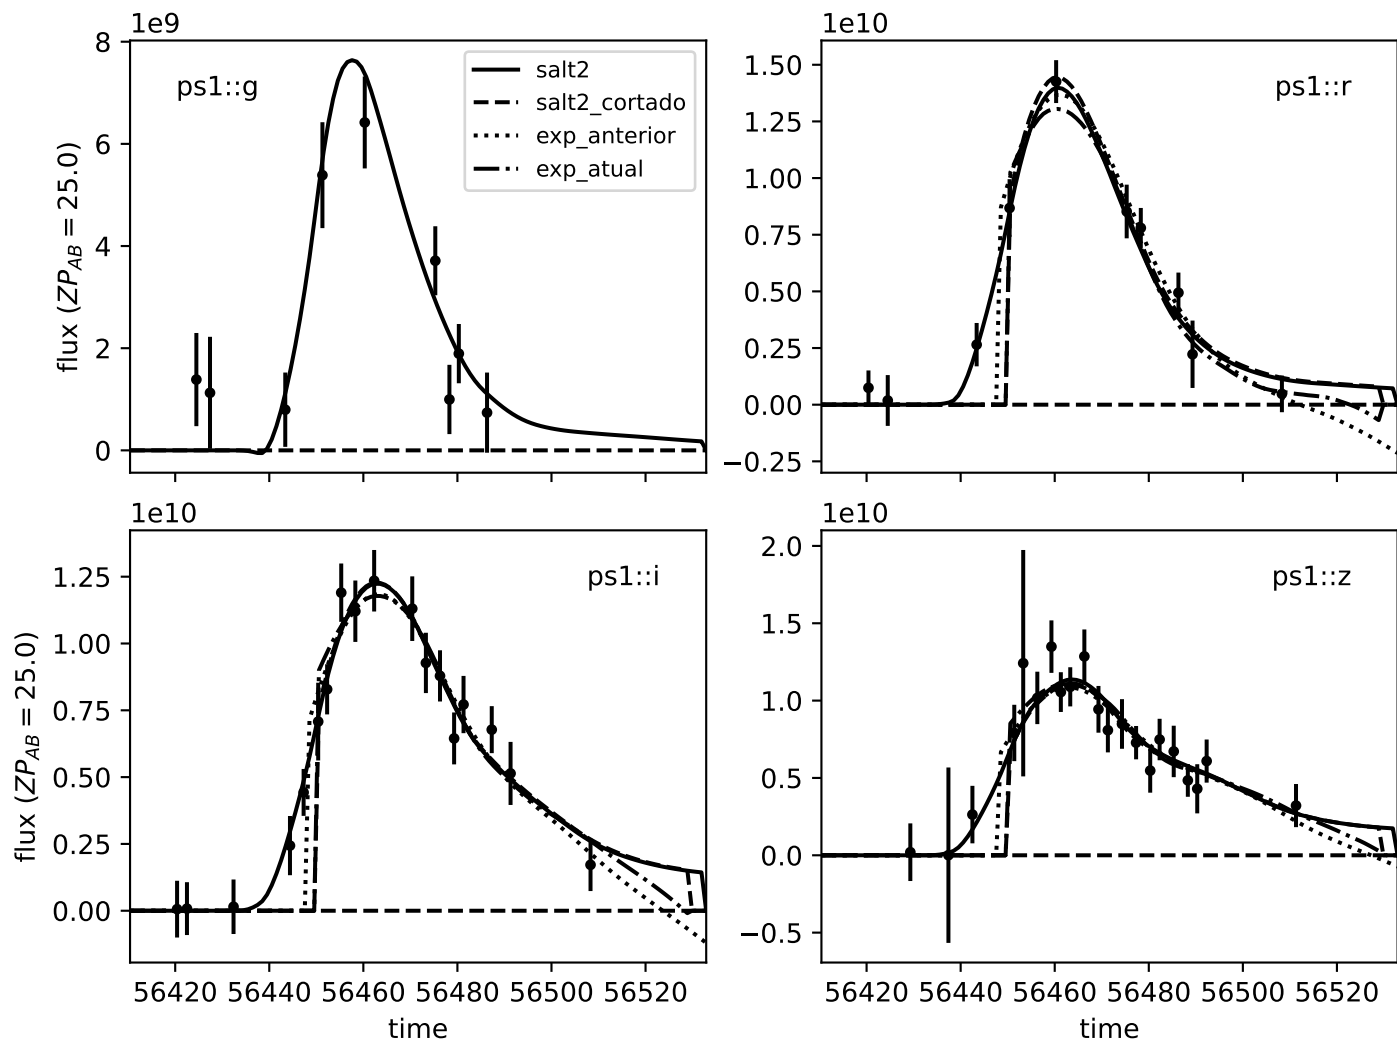 1e9
8
6
4
2
0
flux (ZP_AB = 25.0)
ps1::g
salt2
salt2_cortado
exp_anterior
exp_atual
1e10
1.50
1.25
1.00
0.75
0.50
0.25
0.00
−0.25
ps1::r
1e10
1.25
1.00
0.75
0.50
0.25
0.00
flux (ZP_AB = 25.0)
ps1::i
56420 56440 56460 56480 56500 56520
time
1e10
2.0
1.5
1.0
0.5
0.0
−0.5
ps1::z
56420 56440 56460 56480 56500 56520
time